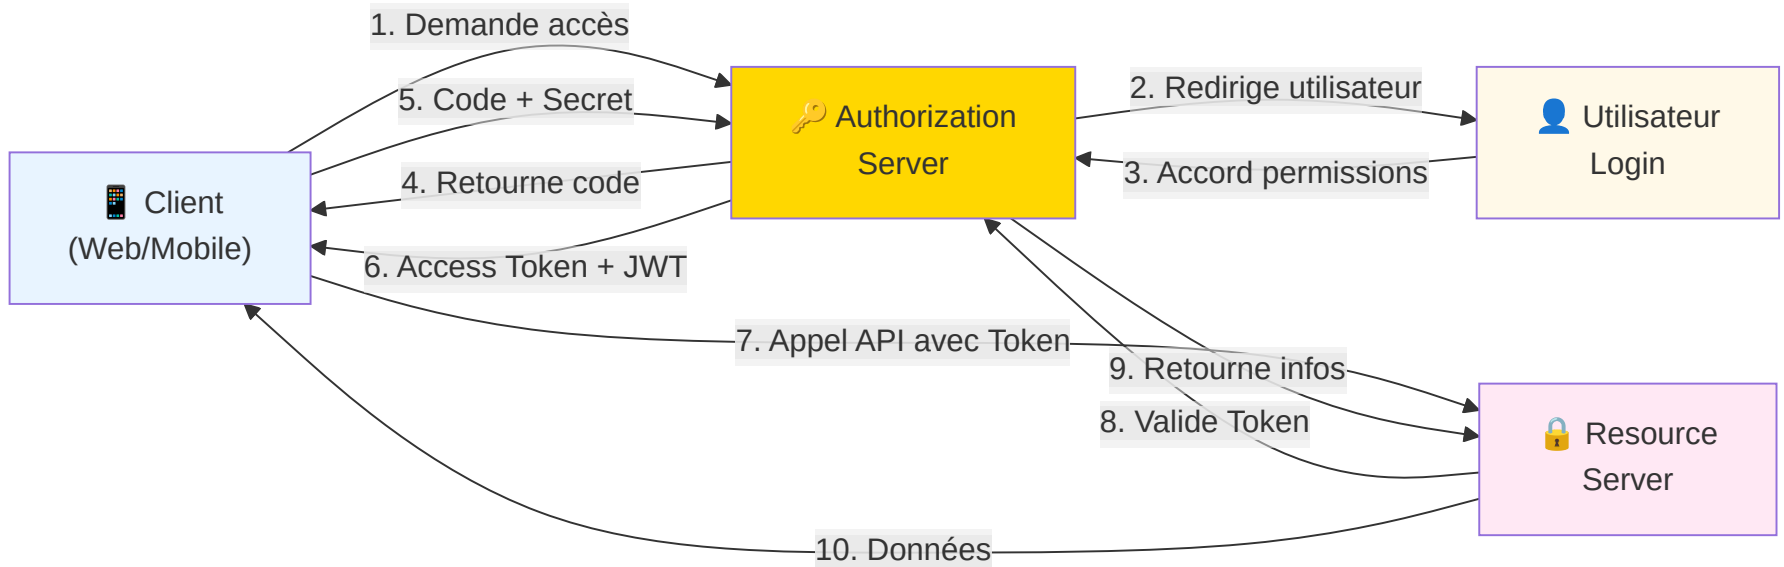 1. Demande accès
5. Code + Secret
4. Retourne code
6. Access Token + JWT
📱 Client
(Web/Mobile)
🔑 Authorization
Server
2. Redirige utilisateur
3. Accord permissions
👤 Utilisateur
Login
7. Appel API avec Token
9. Retourne infos
8. Valide Token
🔒 Resource
Server
10. Données